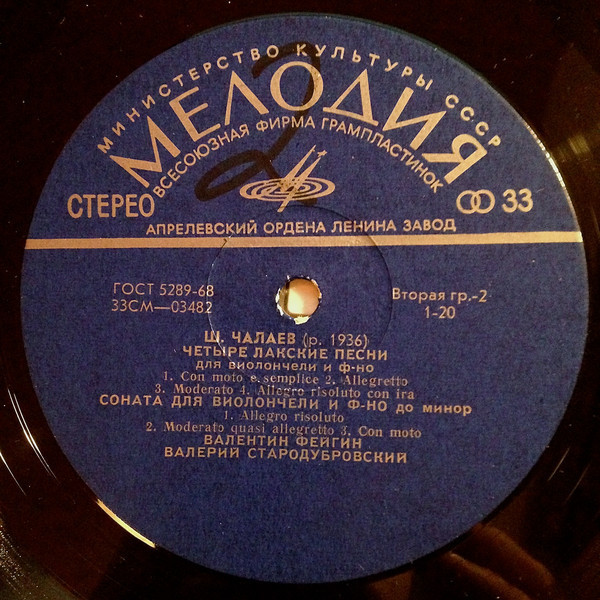 МИНИСТЕРСТВО КУЛЬТУРЫ СССР
МЕЛОДИЯ
ВСЕСОЮЗНАЯ ФИРМА ГРАМПЛАСТИНОК
2
СТЕРЕО
33
АПРЕЛЕВСКИЙ ОРДЕНА ЛЕНИНА ЗАВОД
ГОСТ 5289-68
33СМ—03482
Вторая гр.-2
1-20
Ш. ЧАЛАЕВ (р. 1936)
ЧЕТЫРЕ ЛАКСКИЕ ПЕСНИ
для виолончели и ф-но
1. Con moto e semplice 2. Allegretto
3. Moderato 4. Allegro risoluto con ira
СОНАТА ДЛЯ ВИОЛОНЧЕЛИ И Ф-НО до минор
1. Allegro risoluto
2. Moderato quasi allegretto 3. Con moto
ВАЛЕНТИН ФЕЙГИН
ВАЛЕРИЙ СТАРОДУБРОВСКИЙ